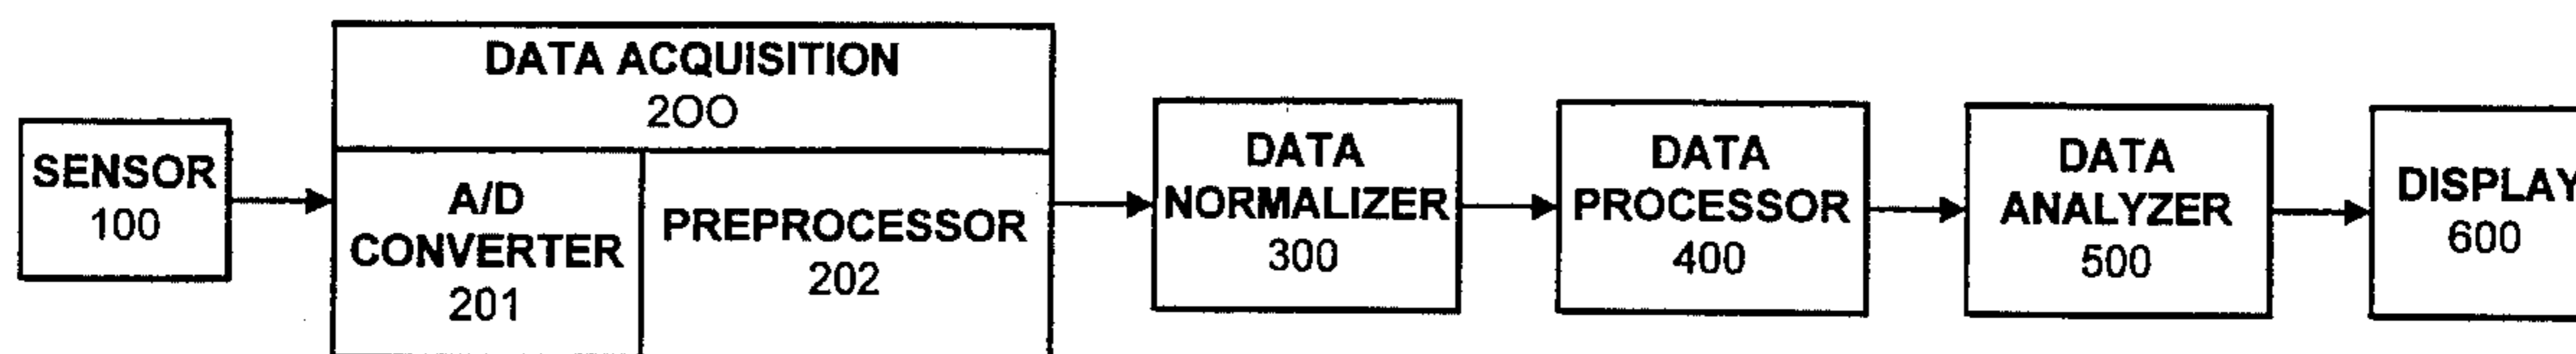 SENSOR
100
DATA ACQUISITION
200
A/D
CONVERTER
201
PREPROCESSOR
202
DATA
NORMALIZER
300
DATA
PROCESSOR
400
DATA
ANALYZER
500
DISPLAY
600